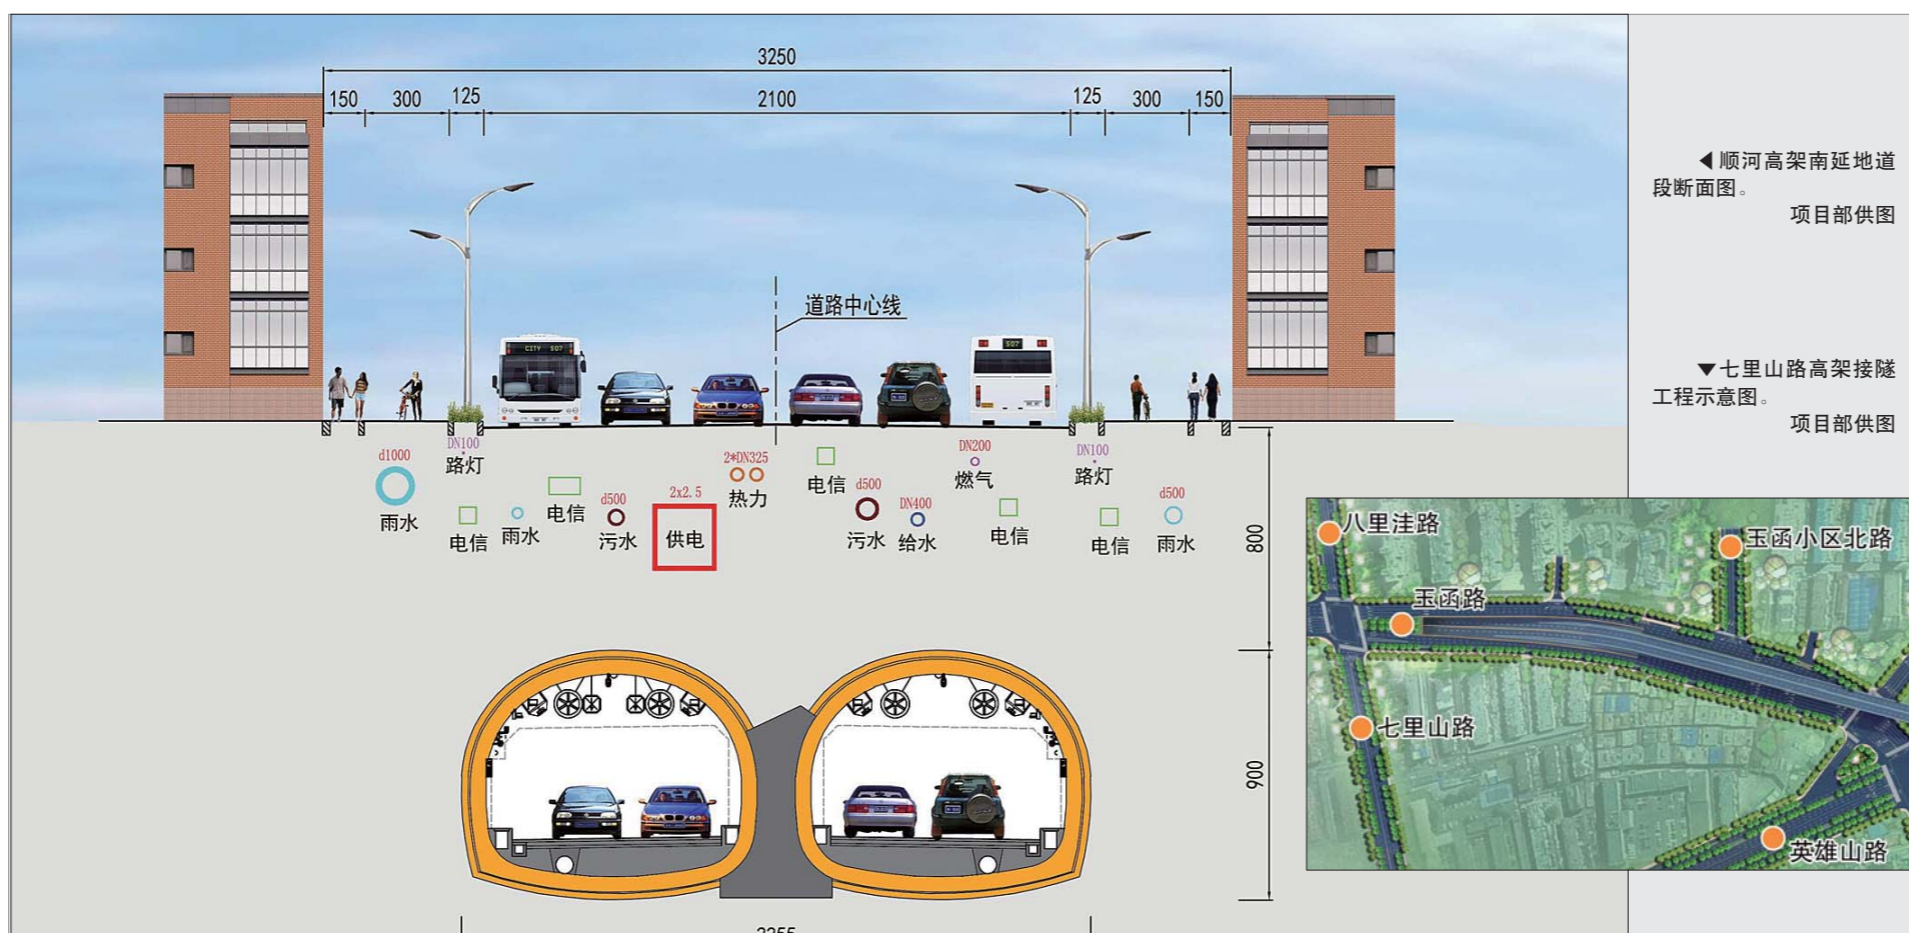 3250
150 300 125 2100 125 300 150
道路中心线
CITY 507
507
DN100
路灯
d1000
雨水
电信
雨水
电信
d500
污水
2x2.5
供电
2*DN325
热力
电信
d500
污水
DN400
给水
DN200
燃气
电信
DN100
路灯
电信
d500
雨水
800
900
◀顺河高架南延地道
段断面图。
项目部供图
▼七里山路高架接隧
工程示意图。
项目部供图
八里洼路
玉函小区北路
玉函路
七里山路
英雄山路